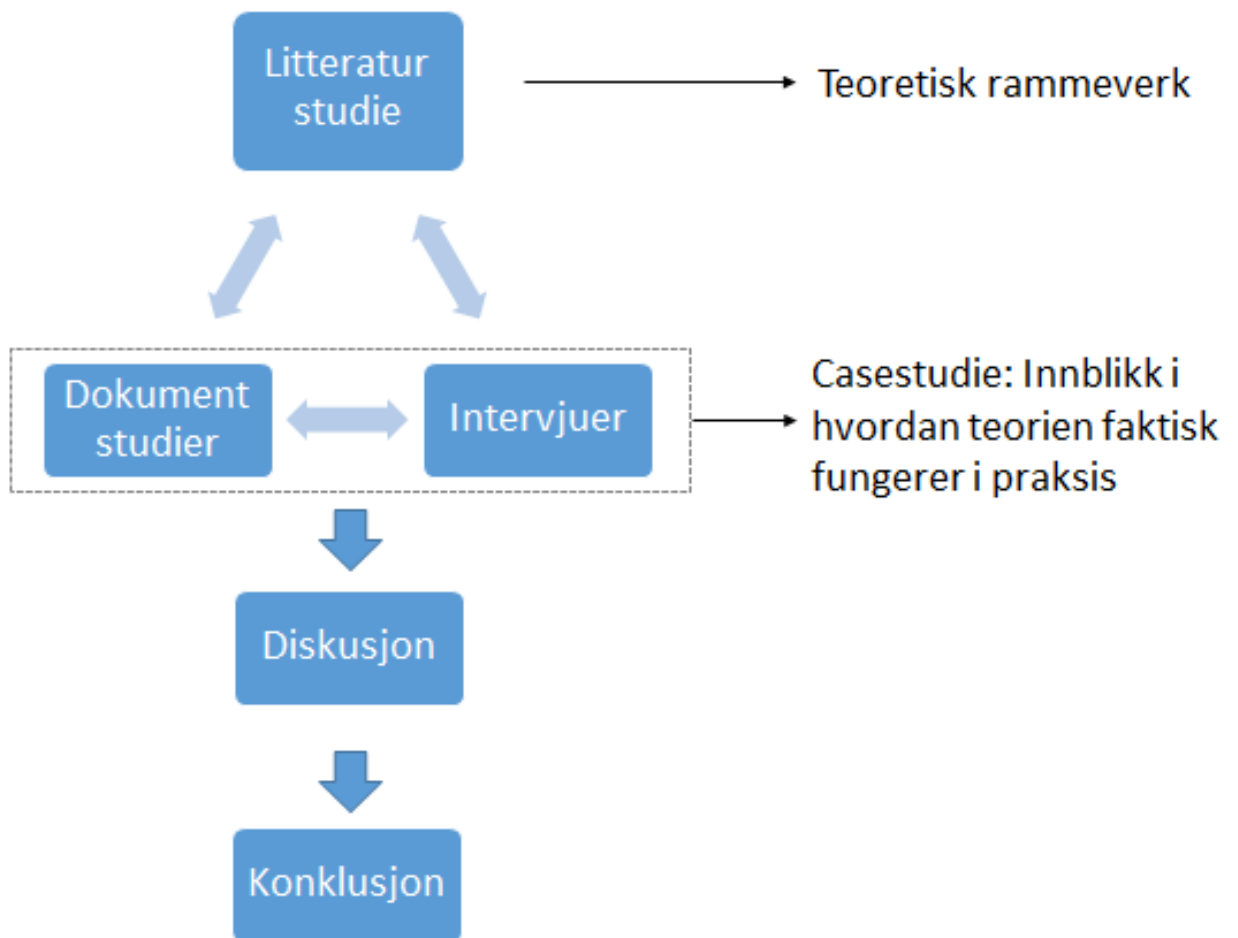 Litteratur
studie
Teoretisk rammeverk
Dokument
studier
Intervjuer
Casestudie: Innblikk i
hvordan teorien faktisk
fungerer i praksis
Diskusjon
Konklusjon